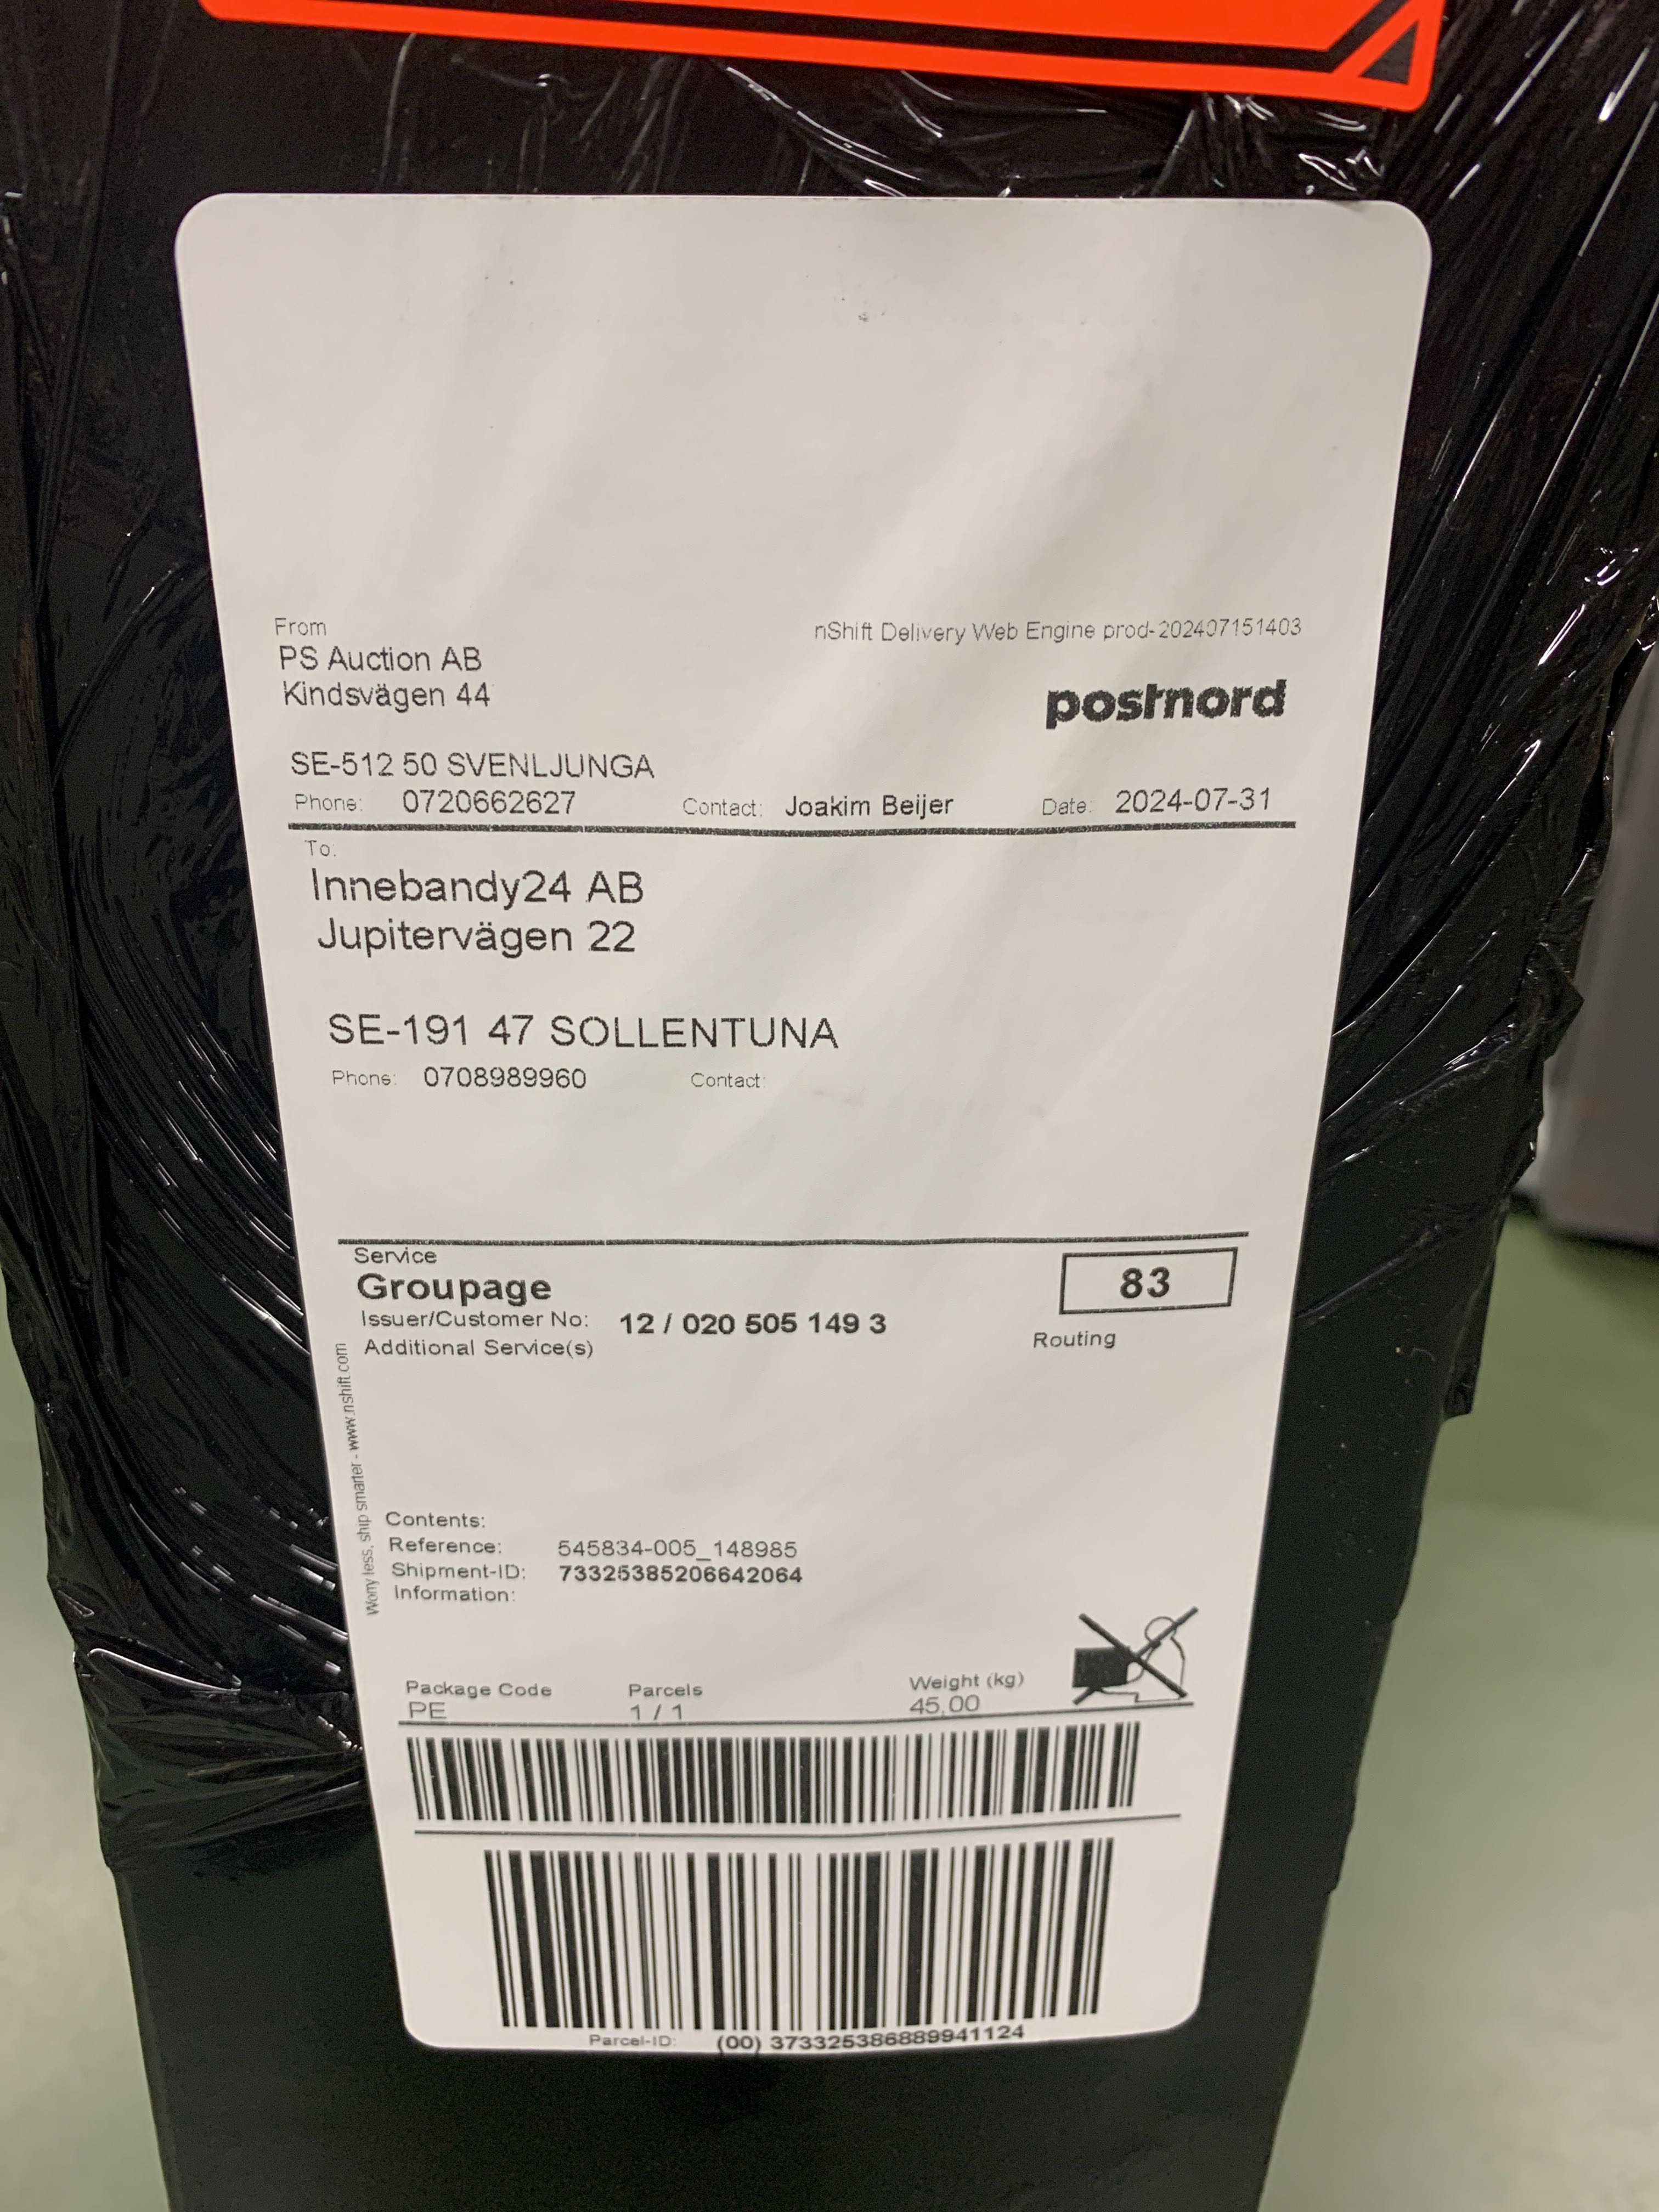 From
PS Auction AB
Kindsvägen 44
nShift Delivery Web Engine prod-202407151403
postnord
SE-512 50 SVENLJUNGA
Phone: 0720662627 Contact: Joakim Beijer Date: 2024-07-31
To:
Innebandy24 AB
Jupitervägen 22
SE-191 47 SOLLENTUNA
Phone: 0708989960 Contact:
Service
Groupage
83
Issuer/Customer No: 12 / 020 505 149 3
Additional Service(s)
Routing
Worry less, ship smarter - www.nshift.com
Contents:
Reference: 545834-005_148985
Shipment-ID: 73325385206642064
Information:
Package Code Parcels Weight (kg)
PE 1 / 1 45,00
Parcel-ID: (00) 373325386889941124